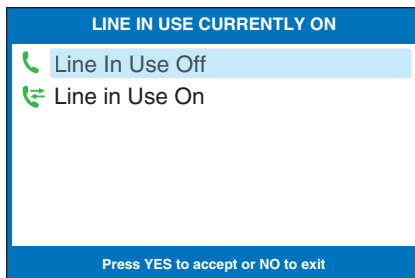 LINE IN USE CURRENTLY ON
Line In Use Off
Line in Use On
Press YES to accept or NO to exit